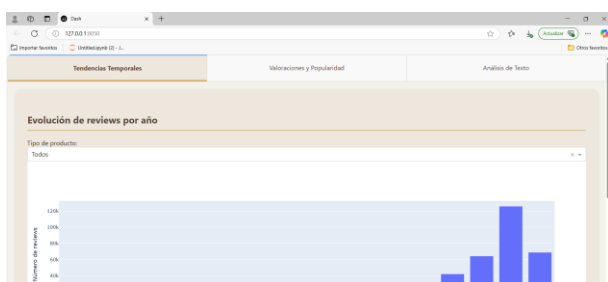 Dash
127.0.0.1:8050
Actualizar
Importar favoritos
Untitled.ipynb (2) - J...
Otros favoritos
Tendencias Temporales
Valoraciones y Popularidad
Análisis de Texto
Evolución de reviews por año
Tipo de producto:
Todos
Número de reviews
120k
100k
80k
60k
40k